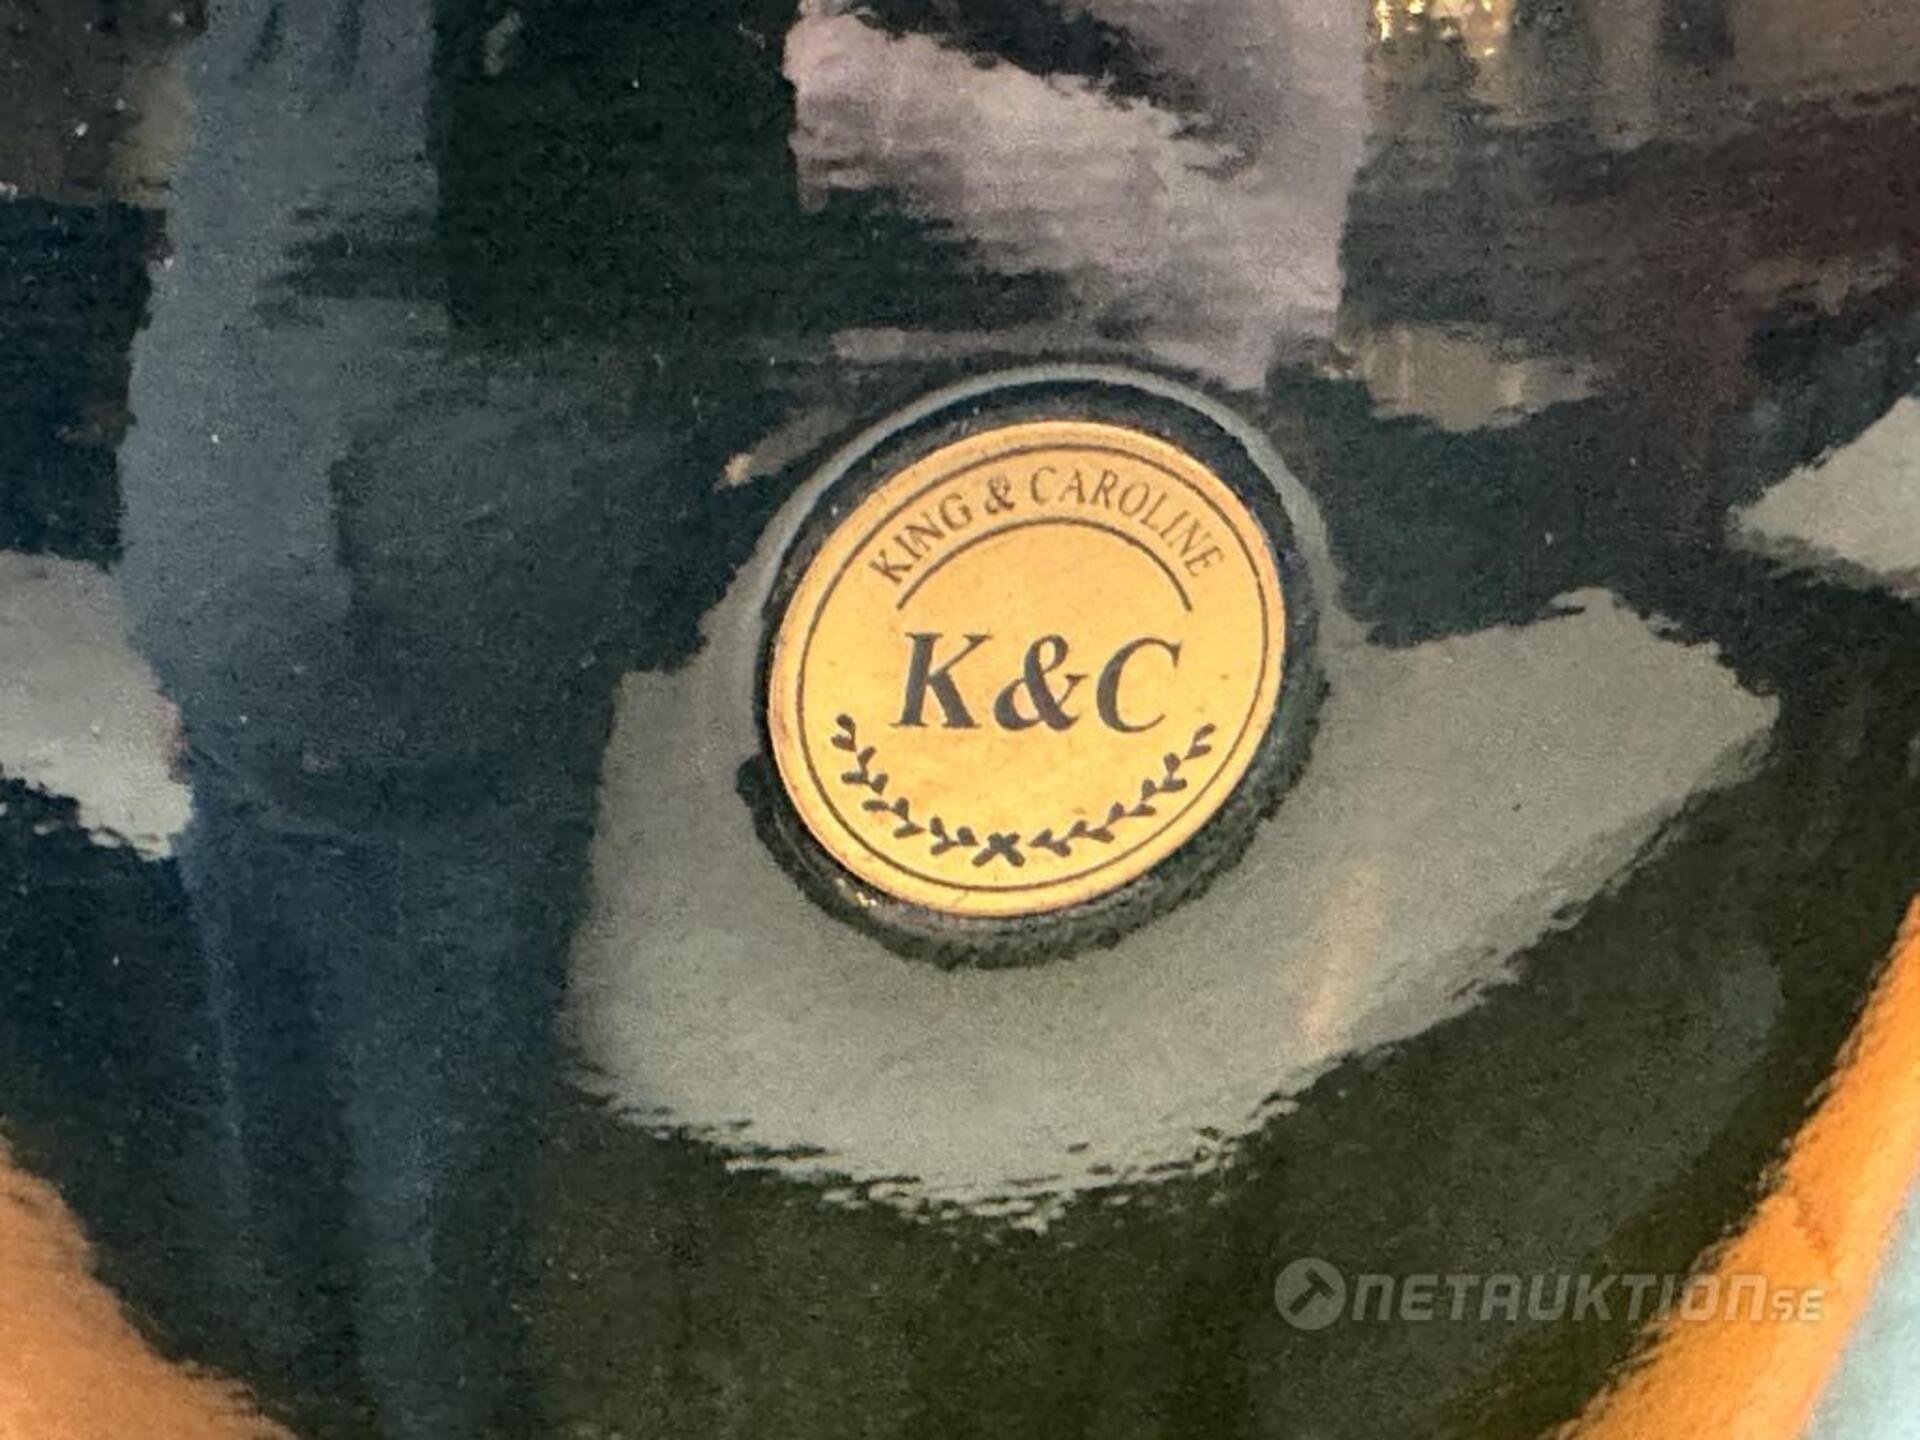 KING & CAROLINE
K&C
NETAUKTION.SE